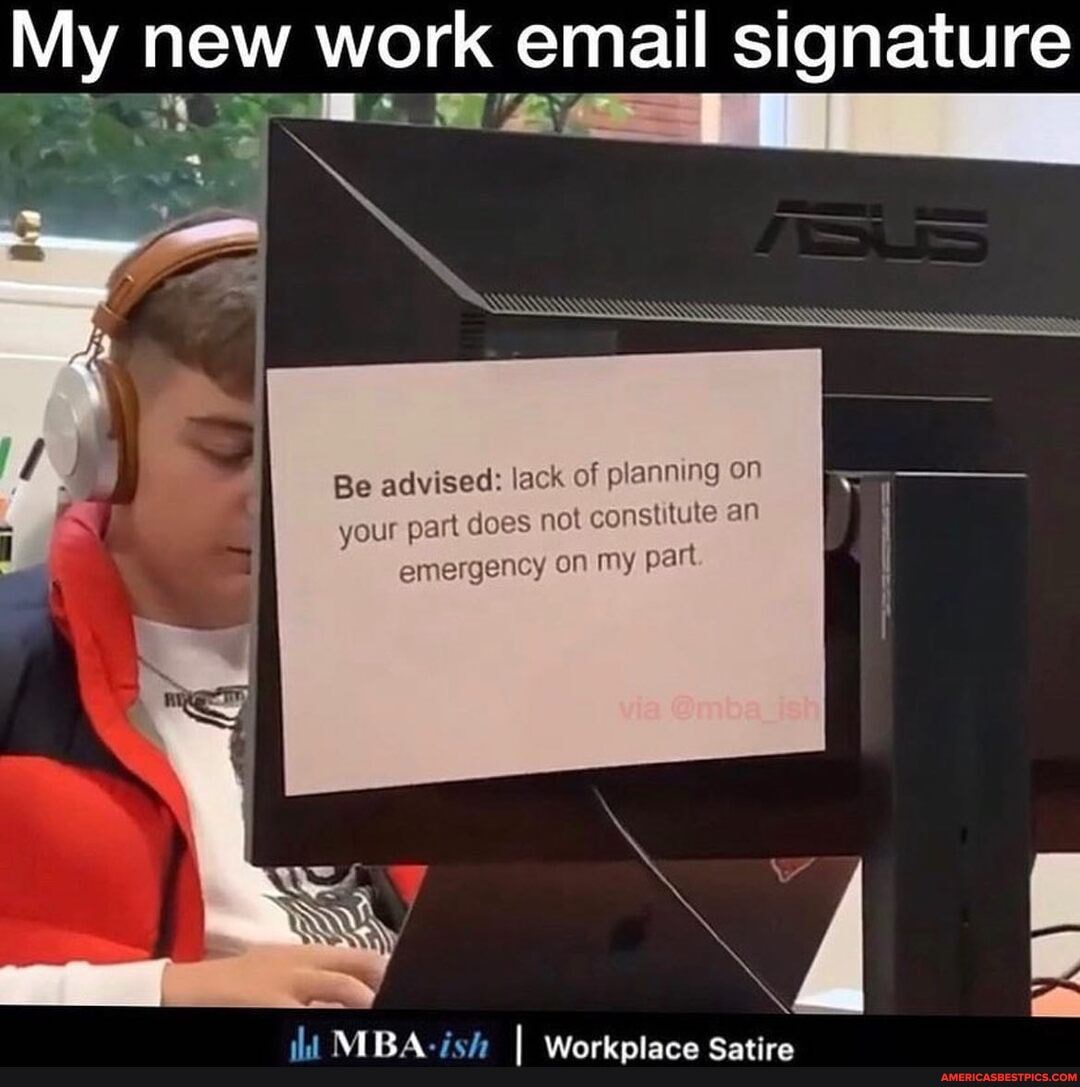 My new work email signature
ASUS
Be advised: lack of planning on
your part does not constitute an
emergency on my part.
via @mba_ish
MBA-ish | Workplace Satire
AMERICASBESTPICS.COM